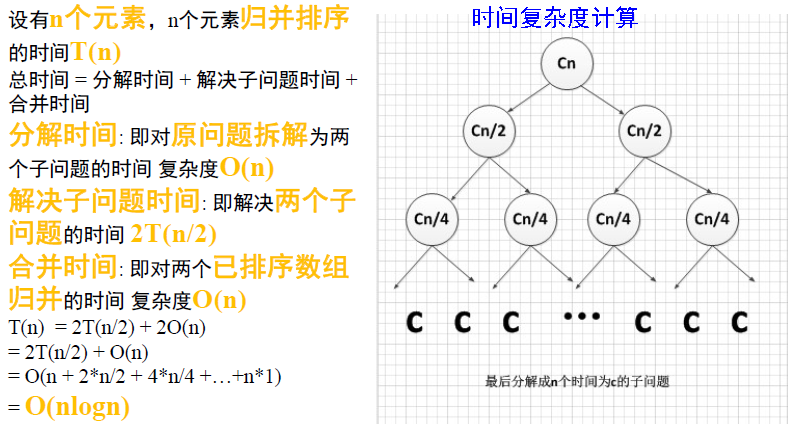 时间复杂度计算
设有n个元素，n个元素归并排序
的时间T(n)
总时间 = 分解时间 + 解决子问题时间 +
合并时间
分解时间: 即对原问题拆解为两
个子问题的时间 复杂度O(n)
解决子问题时间: 即解决两个子
问题的时间 2T(n/2)
合并时间: 即对两个已排序数组
归并的时间 复杂度O(n)
T(n) = 2T(n/2) + 2O(n)
= 2T(n/2) + O(n)
= O(n + 2*n/2 + 4*n/4 +…+n*1)
= O(nlogn)
Cn
Cn/2 Cn/2
Cn/4 Cn/4 Cn/4 Cn/4
C C C ••• C C C
最后分解成n个时间为c的子问题